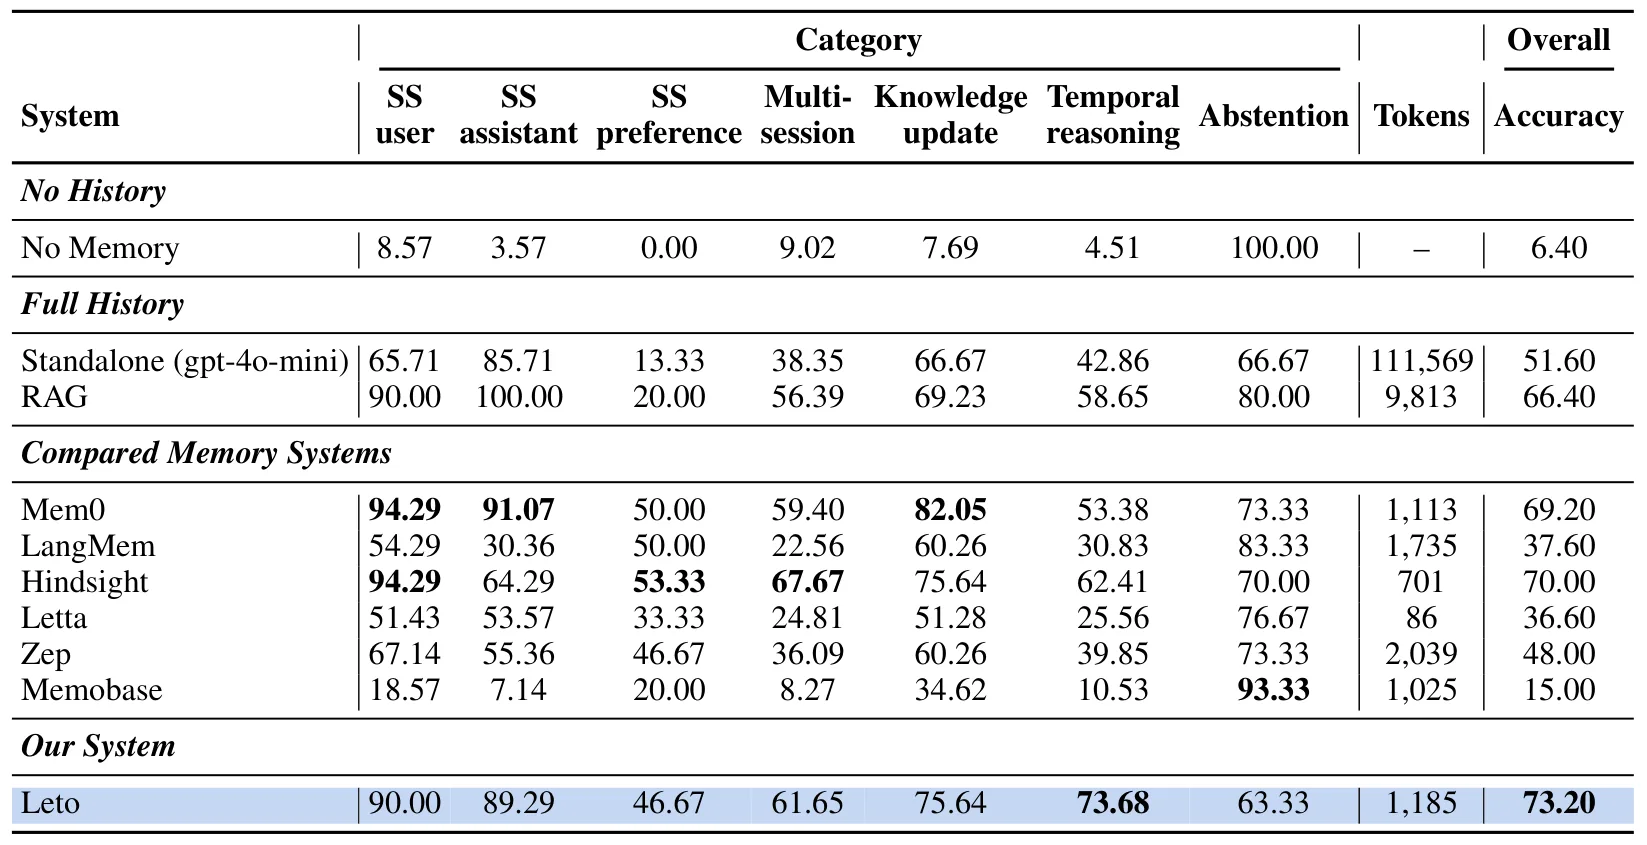 Category Overall
System SS user SS assistant SS preference Multi-session Knowledge update Temporal reasoning Abstention Tokens Accuracy
No History
No Memory 8.57 3.57 0.00 9.02 7.69 4.51 100.00 – 6.40
Full History
Standalone (gpt-4o-mini) 65.71 85.71 13.33 38.35 66.67 42.86 66.67 111,569 51.60
RAG 90.00 100.00 20.00 56.39 69.23 58.65 80.00 9,813 66.40
Compared Memory Systems
Mem0 94.29 91.07 50.00 59.40 82.05 53.38 73.33 1,113 69.20
LangMem 54.29 30.36 50.00 22.56 60.26 30.83 83.33 1,735 37.60
Hindsight 94.29 64.29 53.33 67.67 75.64 62.41 70.00 701 70.00
Letta 51.43 53.57 33.33 24.81 51.28 25.56 76.67 86 36.60
Zep 67.14 55.36 46.67 36.09 60.26 39.85 73.33 2,039 48.00
Memobase 18.57 7.14 20.00 8.27 34.62 10.53 93.33 1,025 15.00
Our System
Leto 90.00 89.29 46.67 61.65 75.64 73.68 63.33 1,185 73.20